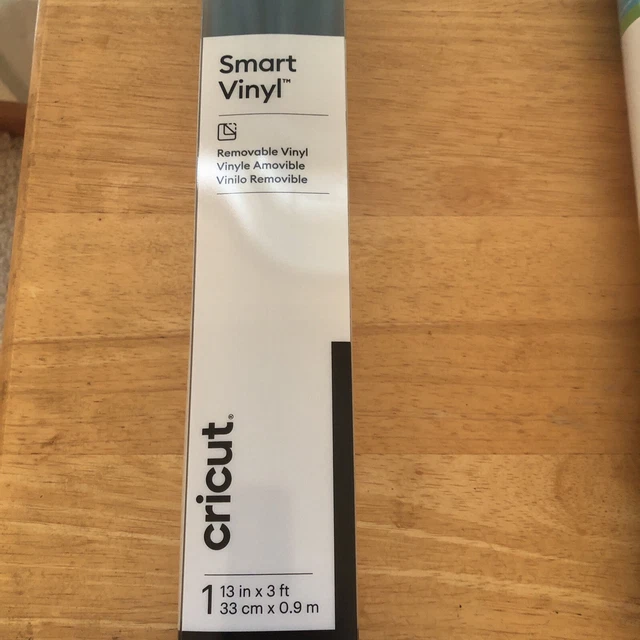 Smart
Vinyl™
Removable Vinyl
Vinyle Amovible
Vinilo Removible
cricut®
1 13 in x 3 ft
33 cm x 0.9 m